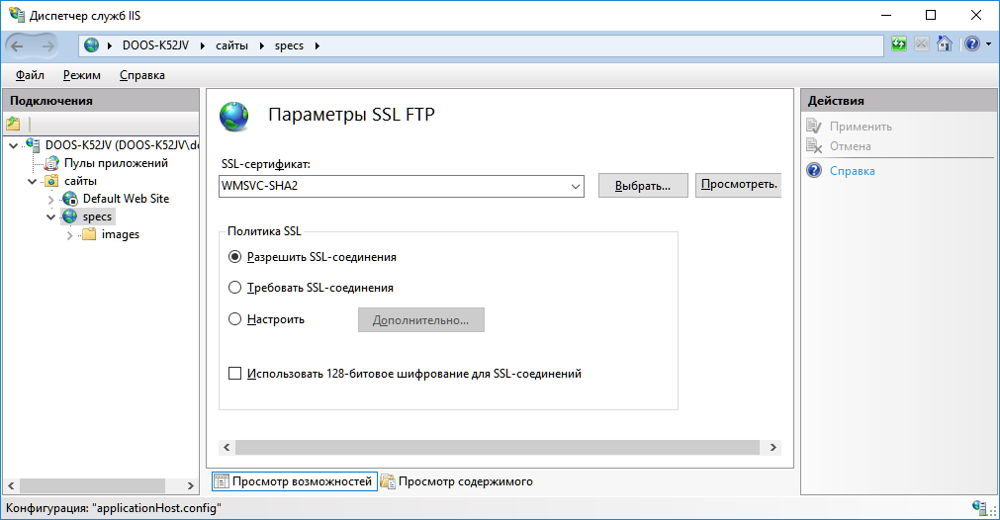 Диспетчер служб IIS
DOOS-K52JV
сайты
specs
Файл
Режим
Справка
Подключения
DOOS-K52JV (DOOS-K52JV\do
Пулы приложений
сайты
Default Web Site
specs
images
Параметры SSL FTP
SSL-сертификат:
WMSVC-SHA2
Выбрать...
Просмотреть.
Политика SSL
Разрешить SSL-соединения
Требовать SSL-соединения
Настроить
Дополнительно...
Использовать 128-битовое шифрование для SSL-соединений
Просмотр возможностей
Просмотр содержимого
Действия
Применить
Отмена
Справка
Конфигурация: "applicationHost.config"